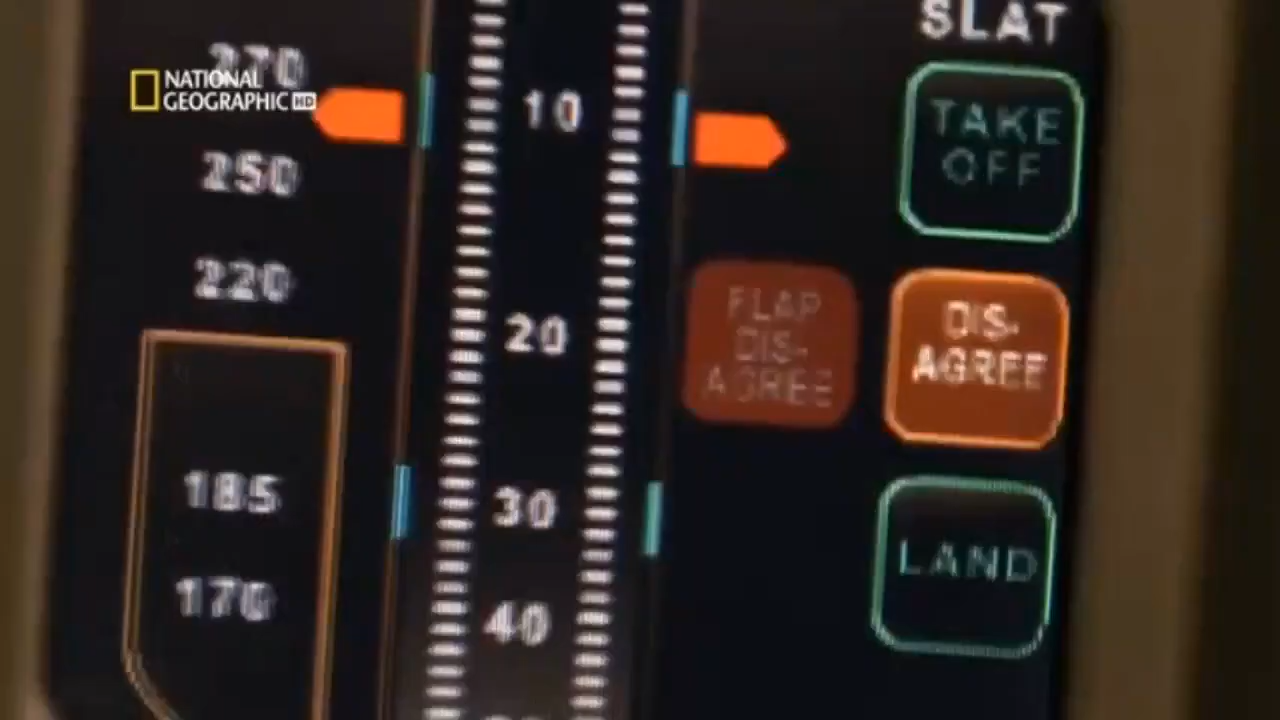 SLAT
270
NATIONAL
GEOGRAPHIC HD
10
TAKE
OFF
250
220
20
FLAP
DIS-
AGREE
DIS-
AGREE
185
30
LAND
170
40